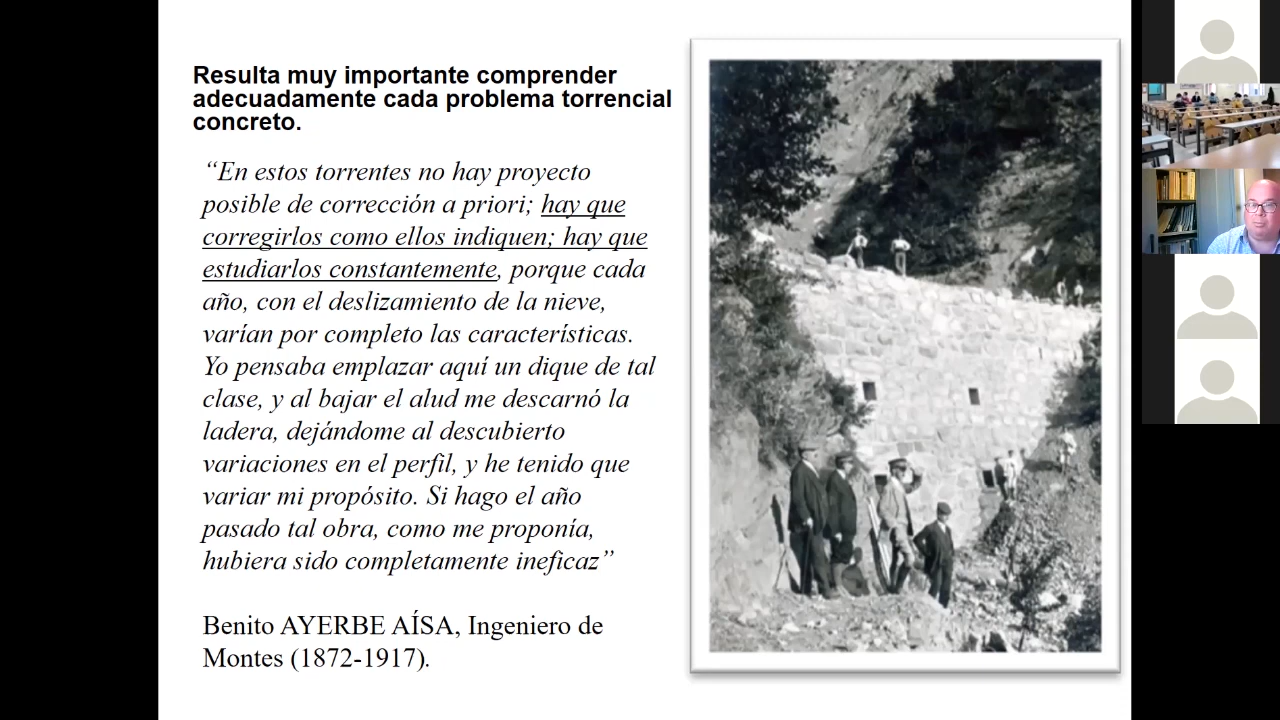 Resulta muy importante comprender
adecuadamente cada problema torrencial
concreto.
“En estos torrentes no hay proyecto
posible de corrección a priori; hay que
corregirlos como ellos indiquen; hay que
estudiarlos constantemente, porque cada
año, con el deslizamiento de la nieve,
varían por completo las características.
Yo pensaba emplazar aquí un dique de tal
clase, y al bajar el alud me descarnó la
ladera, dejándome al descubierto
variaciones en el perfil, y he tenido que
variar mi propósito. Si hago el año
pasado tal obra, como me proponía,
hubiera sido completamente ineficaz”
Benito AYERBE AÍSA, Ingeniero de
Montes (1872-1917).